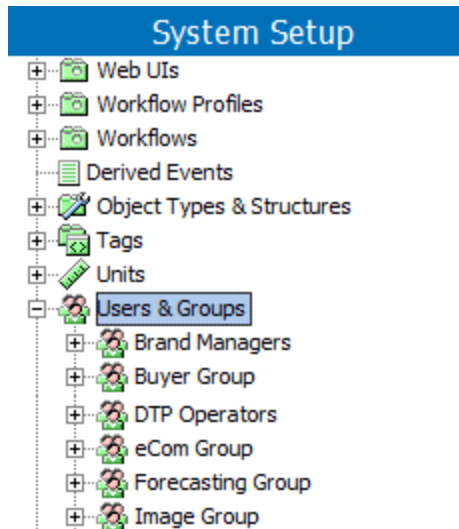 System Setup
Web UIs
Workflow Profiles
Workflows
Derived Events
Object Types & Structures
Tags
Units
Users & Groups
Brand Managers
Buyer Group
DTP Operators
eCom Group
Forecasting Group
Image Group